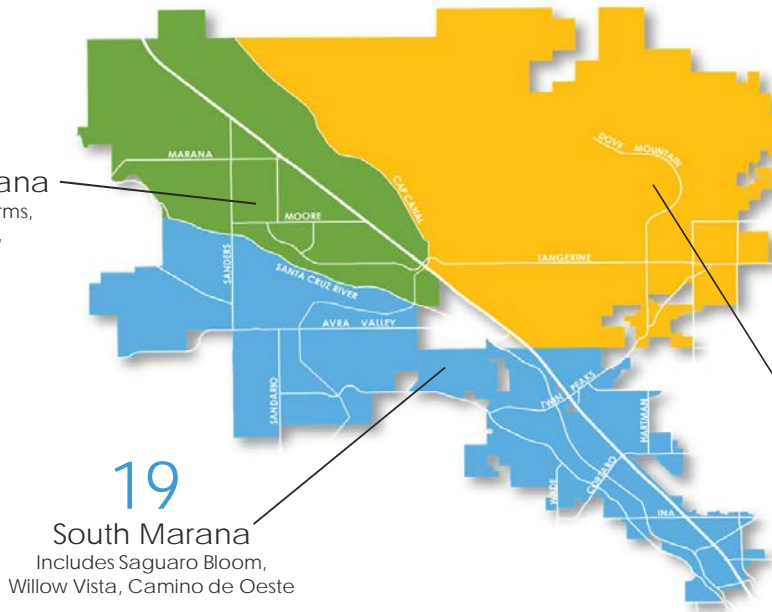 MARANA
DOVE MOUNTAIN
CAP CANAL
MOORE
SANDERS
TANGERINE
SANTA CRUZ RIVER
AVRA VALLEY
SANDARIO
TWIN PEAKS
HARTMAN
CORTARO
WADE
INA
ana
rms,
19
South Marana
Includes Saguaro Bloom,
Willow Vista, Camino de Oeste